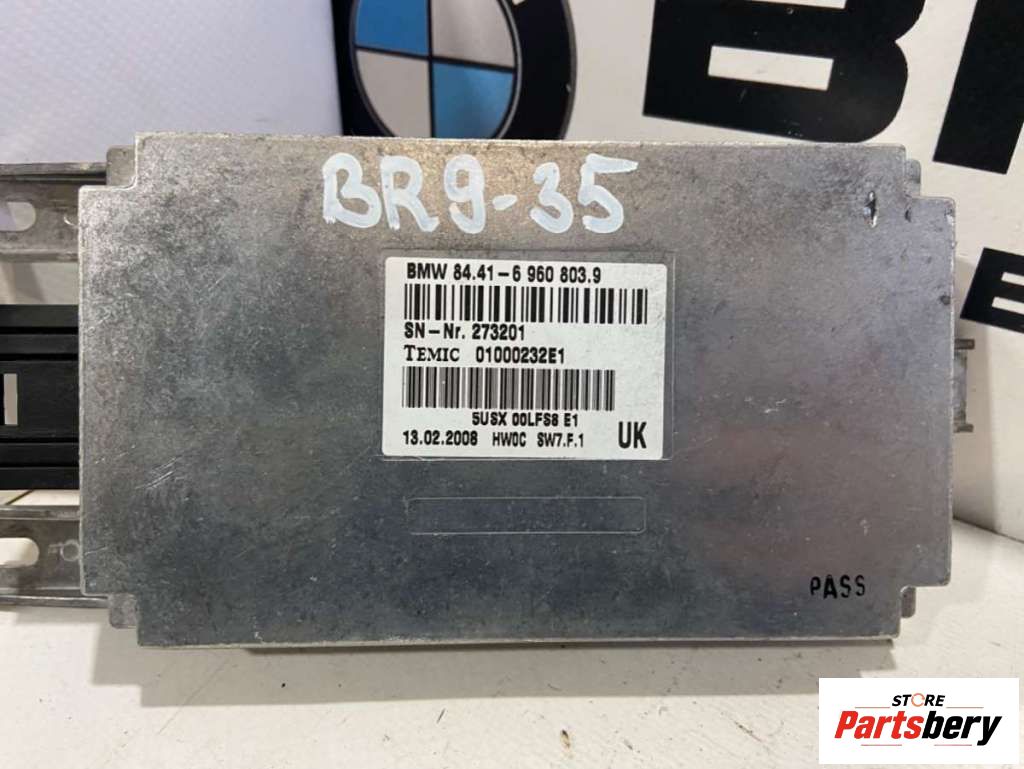 BR9-35
BMW 84.41-6 960 803.9
SN-Nr. 273201
TEMIC 01000232E1
5USX 00LFS8 E1
13.02.2008 HW0C SW7.F.1 UK
PASS
STORE
Partsbery